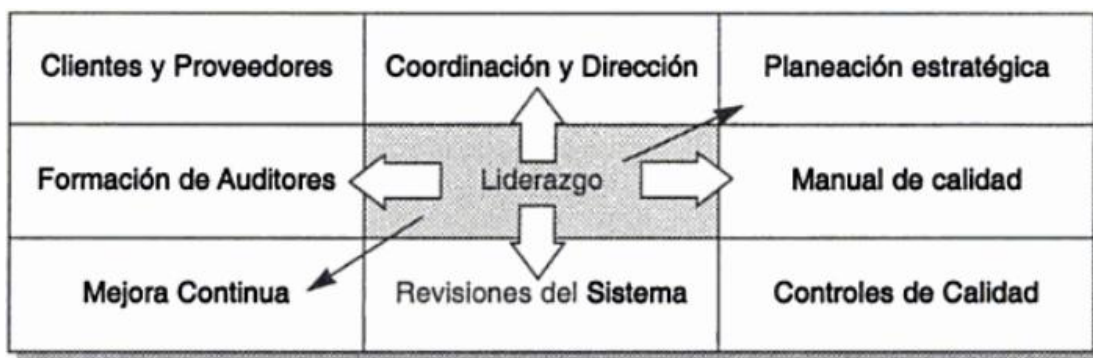 Clientes y Proveedores
Coordinación y Dirección
Planeación estratégica
Formación de Auditores
Liderazgo
Manual de calidad
Mejora Continua
Revisiones del Sistema
Controles de Calidad